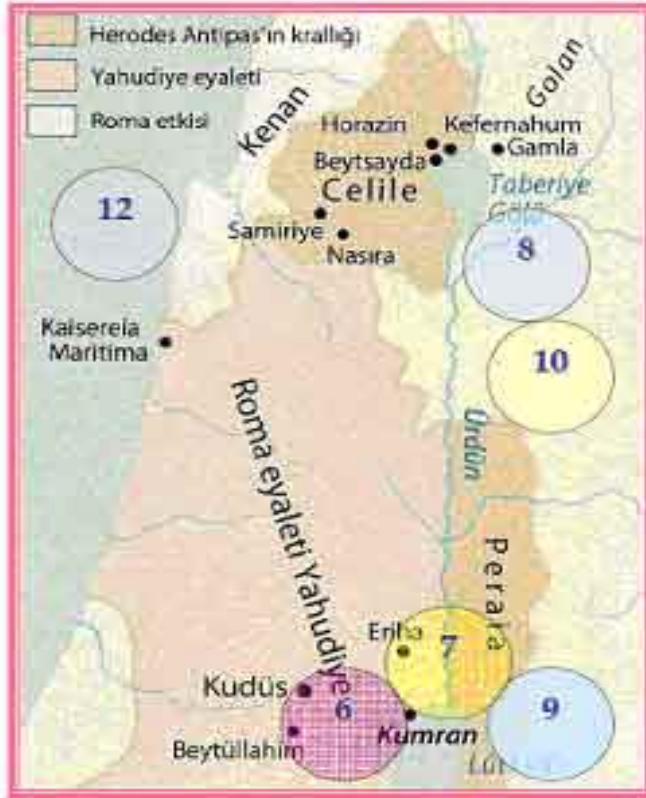 Herodes Antipas'ın krallığı
Yahudiye eyaleti
Roma etkisi
Kenan
Golan
Horazin
Kefernahum
Beytsayda
Gamla
Celile
Taberiye
12
Samiriye
Nasıra
8
Kaisereia
Maritima
10
Roma eyaleti Yahudiye
Urdün
Peraia
Eriha
7
Kudüs
6
9
Beytüllahim
Kumran